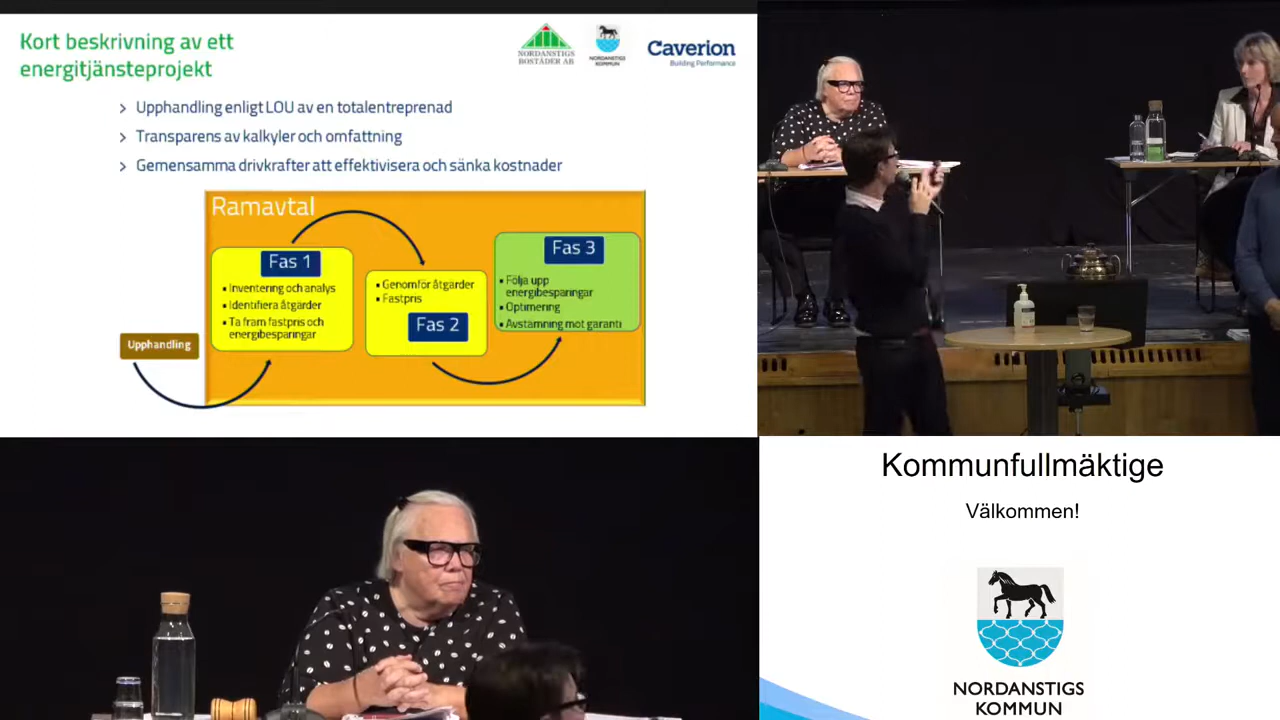 Kort beskrivning av ett
energitjänsteprojekt
NORDANSTIGS
BOSTÄDER AB
NORDANSTIGS
KOMMUN
Caverion
Building Performance
Upphandling enligt LOU av en totalentreprenad
Transparens av kalkyler och omfattning
Gemensamma drivkrafter att effektivisera och sänka kostnader
Ramavtal
Upphandling
Fas 1
Inventering och analys
Identifiera åtgärder
Ta fram fastpris och
energibesparingar
Genomför åtgärder
Fastpris
Fas 2
Fas 3
Följa upp
energibesparingar
Optimering
Avstämning mot garanti
Kommunfullmäktige
Välkommen!
NORDANSTIGS
KOMMUN